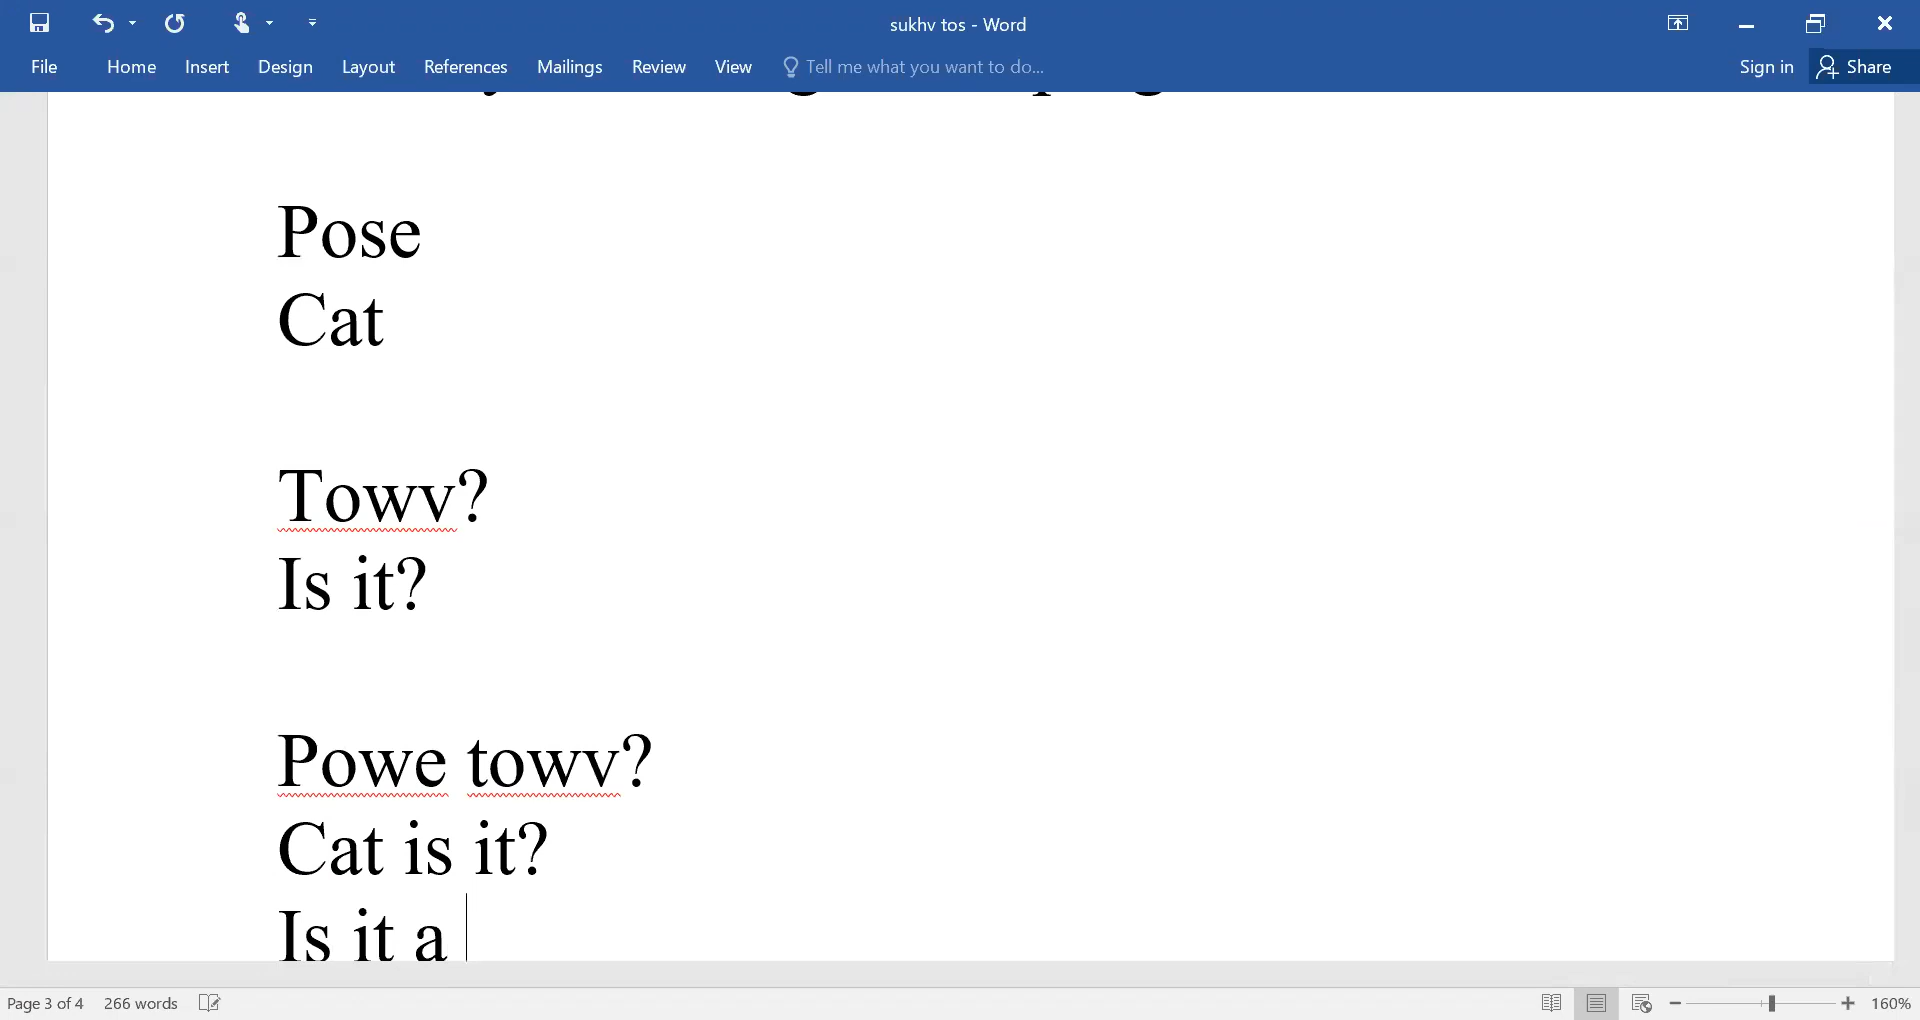 sukhv tos - Word
File Home Insert Design Layout References Mailings Review View Tell me what you want to do... Sign in Share
Pose
Cat
Towv?
Is it?
Powe towv?
Cat is it?
Is it a
Page 3 of 4 266 words 160%